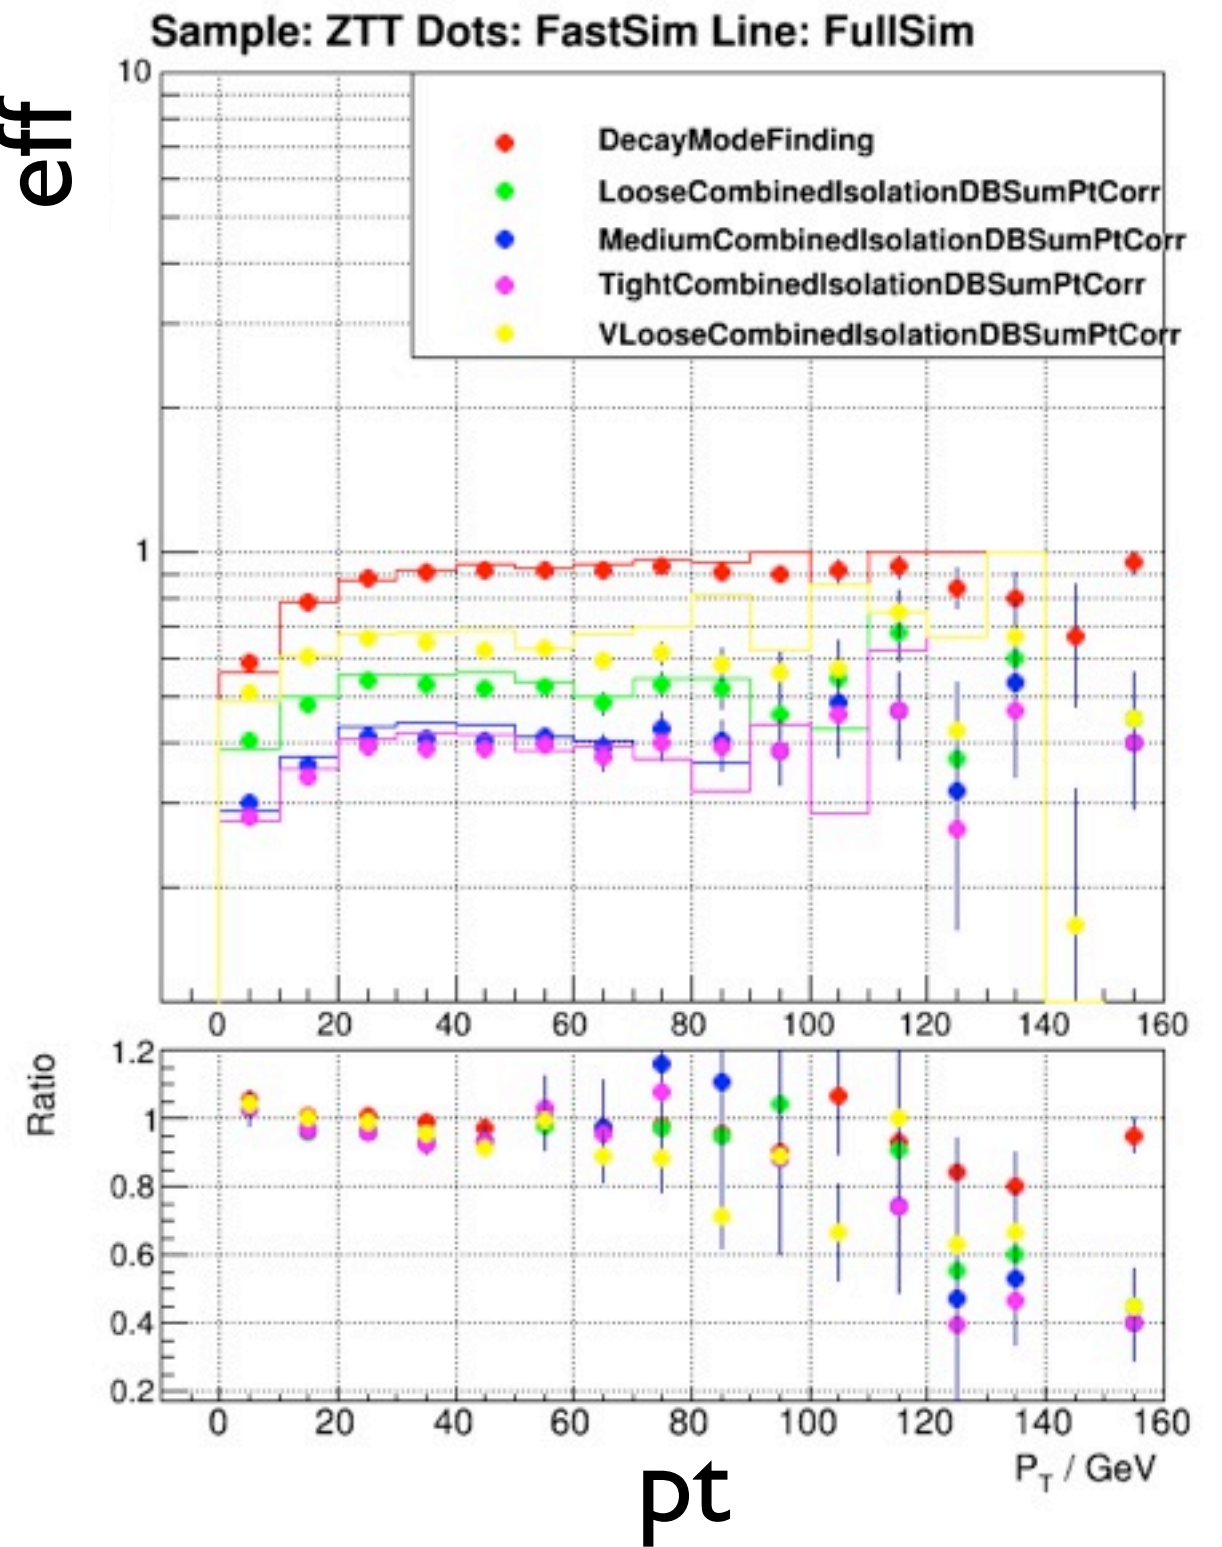 Sample: ZTT Dots: FastSim Line: FullSim
eff
10
1
DecayModeFinding
LooseCombinedIsolationDBSumPtCorr
MediumCombinedIsolationDBSumPtCorr
TightCombinedIsolationDBSumPtCorr
VLooseCombinedIsolationDBSumPtCorr
0 20 40 60 80 100 120 140 160
Ratio
1.2
1
0.8
0.6
0.4
0.2
0 20 40 60 80 100 120 140 160
P_T / GeV
pt